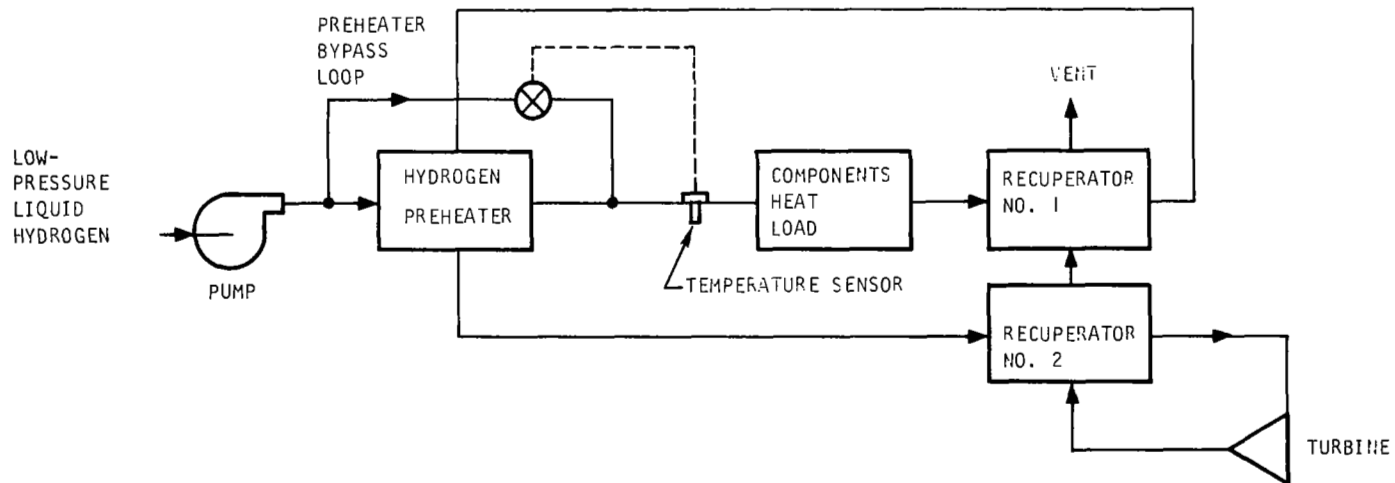 PREHEATER
BYPASS
LOOP
VENT
LOW-
PRESSURE
LIQUID
HYDROGEN
HYDROGEN
PREHEATER
COMPONENTS
HEAT
LOAD
RECUPERATOR
NO. 1
PUMP
TEMPERATURE SENSOR
RECUPERATOR
NO. 2
TURBINE